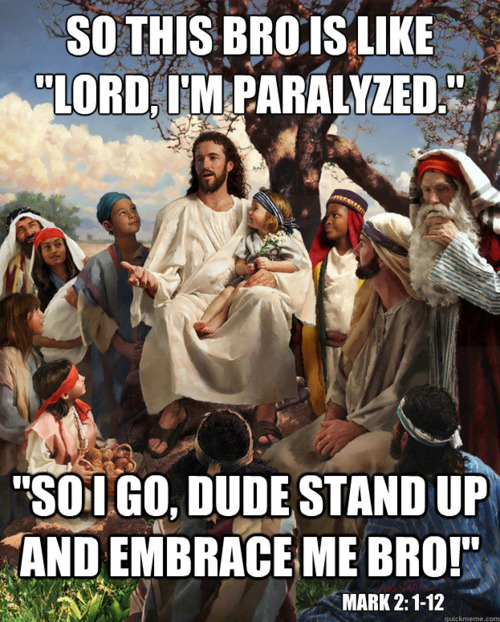 SO THIS BRO IS LIKE
"LORD, I'M PARALYZED."
"SO I GO, DUDE STAND UP
AND EMBRACE ME BRO!"
MARK 2: 1-12
quickmeme.com